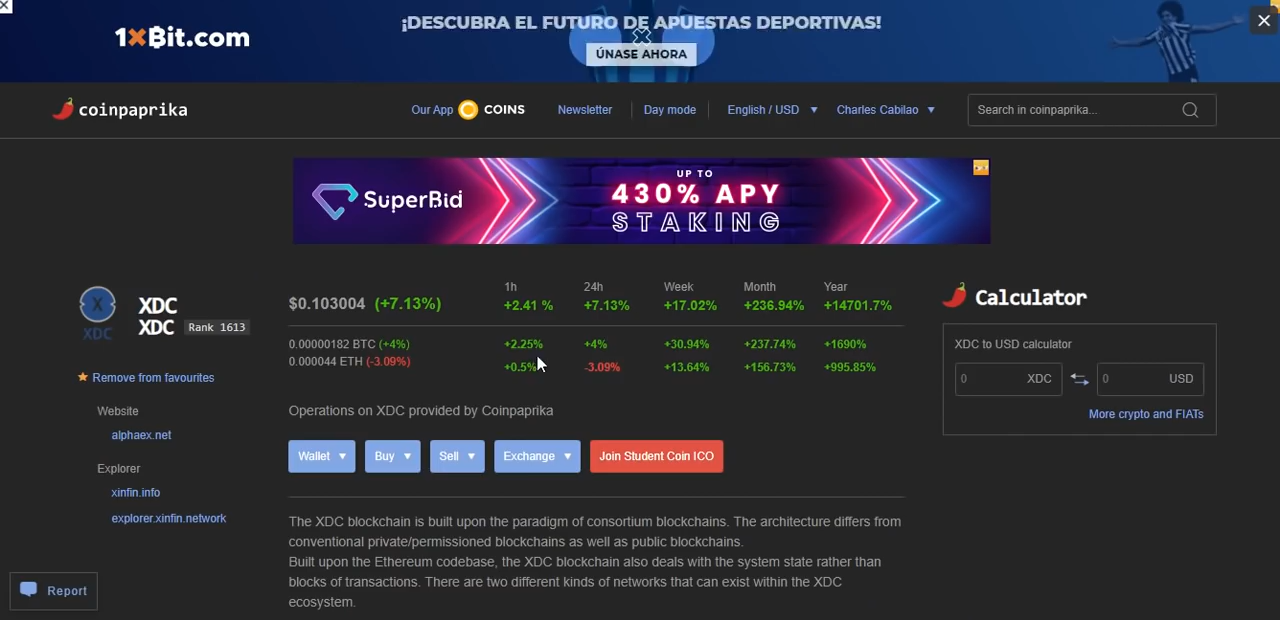 ¡DESCUBRA EL FUTURO DE APUESTAS DEPORTIVAS!
1xBit.com
ÚNASE AHORA
coinpaprika
Our App COINS Newsletter Day mode English / USD Charles Cabilao Search in coinpaprika...
SuperBid
UP TO
430% APY
STAKING
XDC
XDC Rank 1613
XDC
Remove from favourites
Website
alphaex.net
Explorer
xinfin.info
explorer.xinfin.network
Report
$0.103004 (+7.13%)
1h 24h Week Month Year
+2.41 % +7.13% +17.02% +236.94% +14701.7%
0.00000182 BTC (+4%) +2.25% +4% +30.94% +237.74% +1690%
0.000044 ETH (-3.09%) +0.5% -3.09% +13.64% +156.73% +995.85%
Operations on XDC provided by Coinpaprika
Wallet Buy Sell Exchange Join Student Coin ICO
The XDC blockchain is built upon the paradigm of consortium blockchains. The architecture differs from
conventional private/permissioned blockchains as well as public blockchains.
Built upon the Ethereum codebase, the XDC blockchain also deals with the system state rather than
blocks of transactions. There are two different kinds of networks that can exist within the XDC
ecosystem.
Calculator
XDC to USD calculator
0 XDC 0 USD
More crypto and FIATs